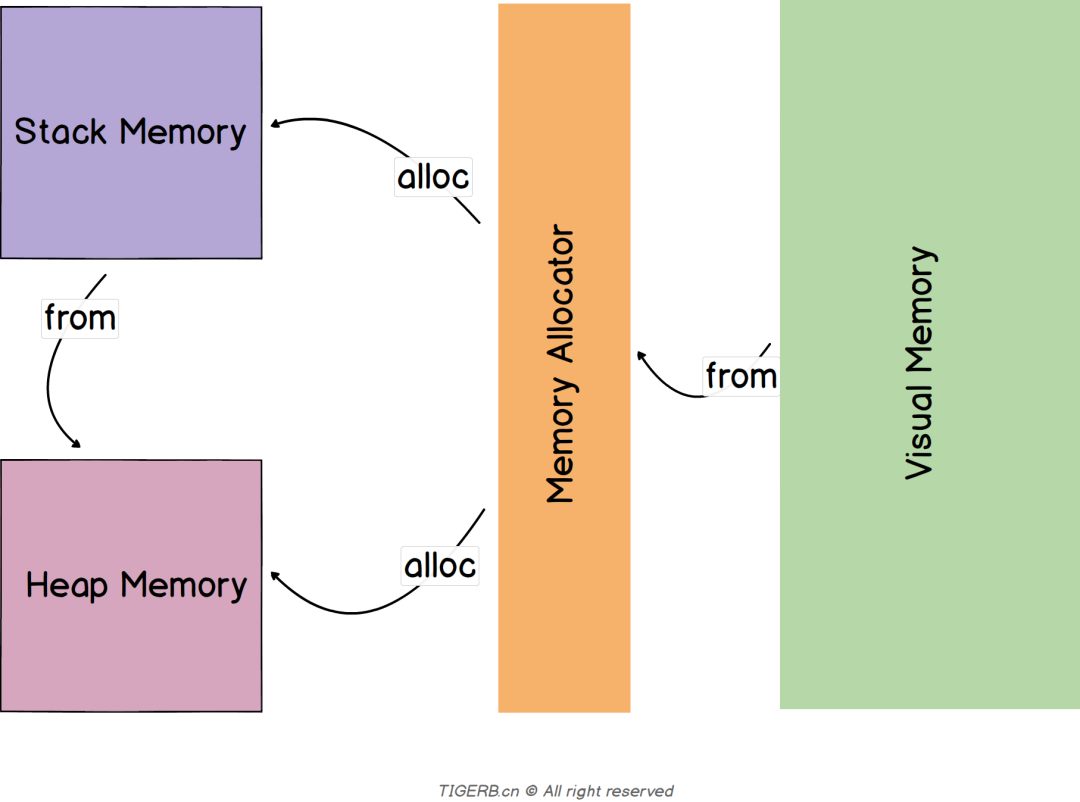 Stack Memory
alloc
from
Memory Allocator
from
Visual Memory
alloc
Heap Memory
TIGERB.cn © All right reserved